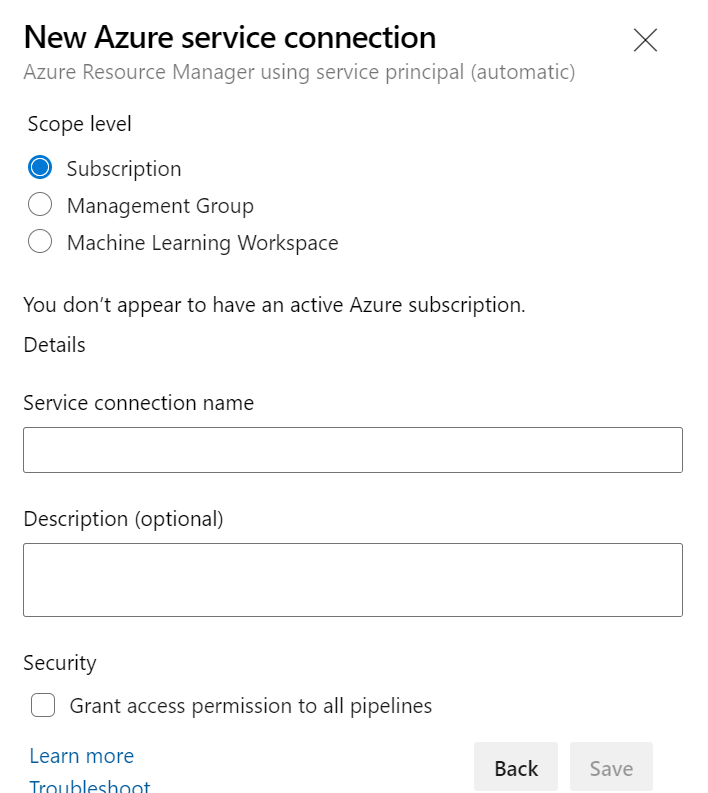 New Azure service connection
Azure Resource Manager using service principal (automatic)
Scope level
Subscription
Management Group
Machine Learning Workspace
You don’t appear to have an active Azure subscription.
Details
Service connection name
Description (optional)
Security
Grant access permission to all pipelines
Learn more
Back
Save
Troubleshoot